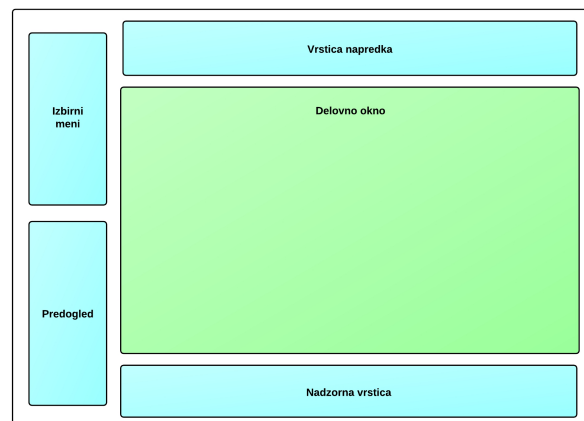 Vrstica napredka
Izbirni
meni
Delovno okno
Predogled
Nadzorna vrstica